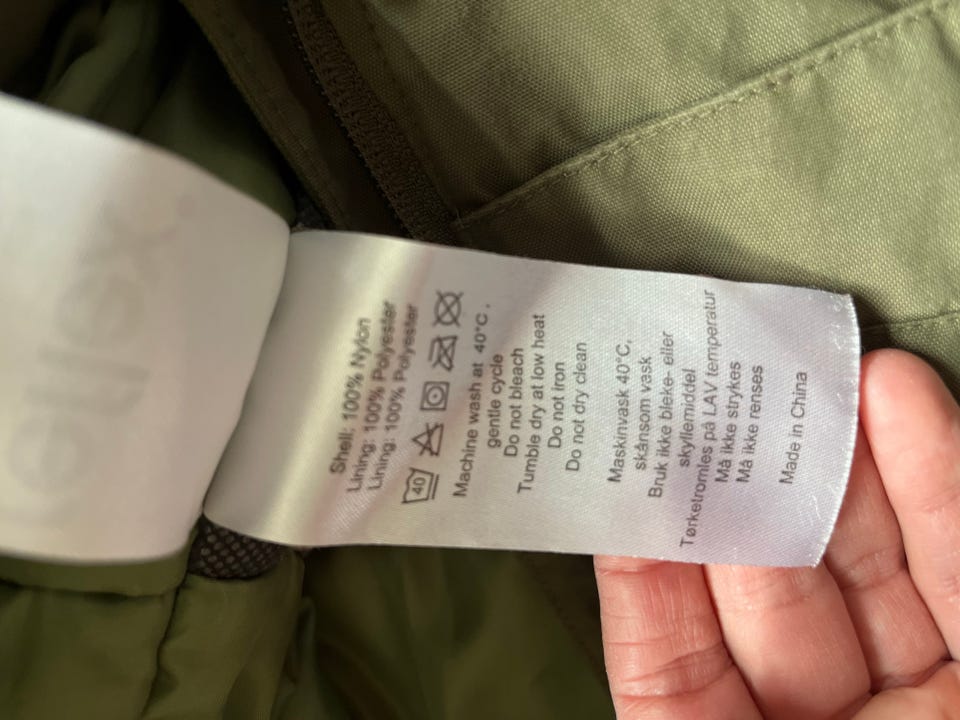 Shell: 100% Nylon
Lining: 100% Polyester
Lining: 100% Polyester
40
Machine wash at 40°C.
gentle cycle
Do not bleach
Tumble dry at low heat
Do not iron
Do not dry clean
Maskinvask 40°C,
skånsom vask
Bruk ikke bleke- eller
skyllemiddel
Tørketromles på LAV temperatur
Må ikke strykes
Må ikke renses
Made in China